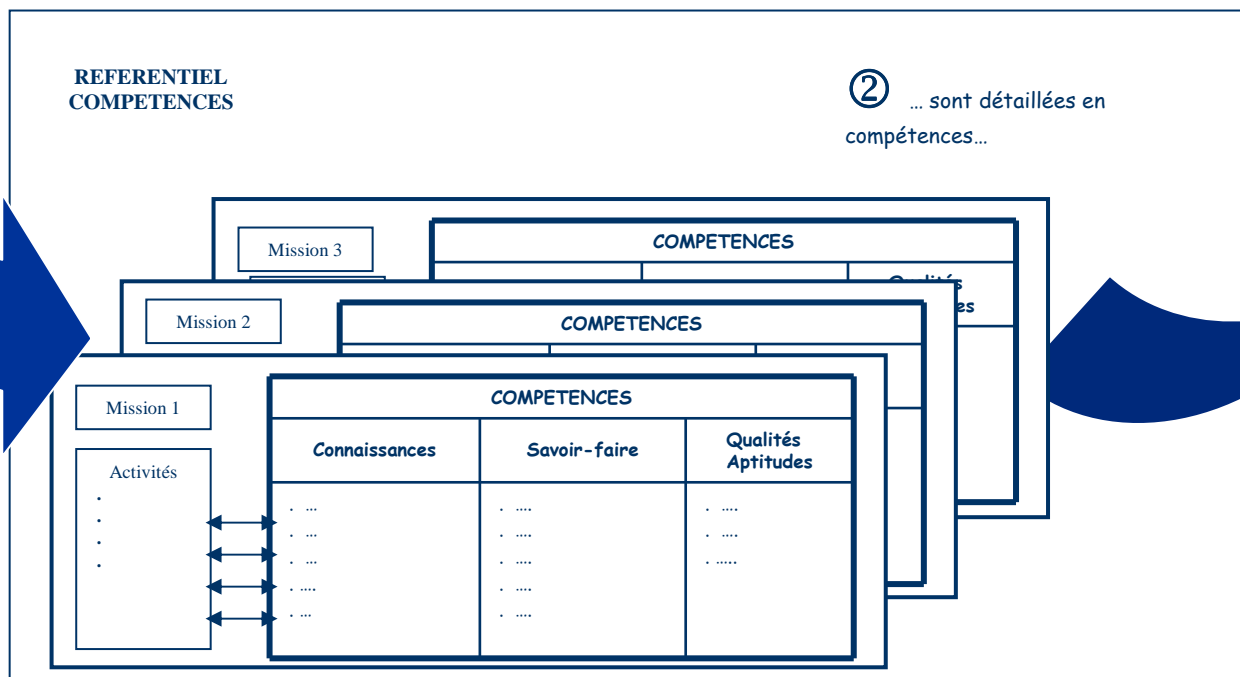 REFERENTIEL
COMPETENCES
② … sont détaillées en
compétences…
Mission 3
COMPETENCES
Mission 2
COMPETENCES
Mission 1
COMPETENCES
Connaissances
Savoir-faire
Qualités
Aptitudes
Activités
.
.
.
.
. …
. …
. …
. ….
. …
. ….
. ….
. ….
. ….
. ….
. ….
. ….
. …..